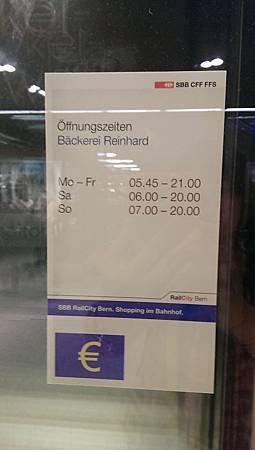 SBB CFF FFS
Öffnungszeiten
Bäckerei Reinhard
Mo – Fr 05.45 – 21.00
Sa 06.00 – 20.00
So 07.00 – 20.00
RailCity Bern
SBB RailCity Bern. Shopping im Bahnhof.
€